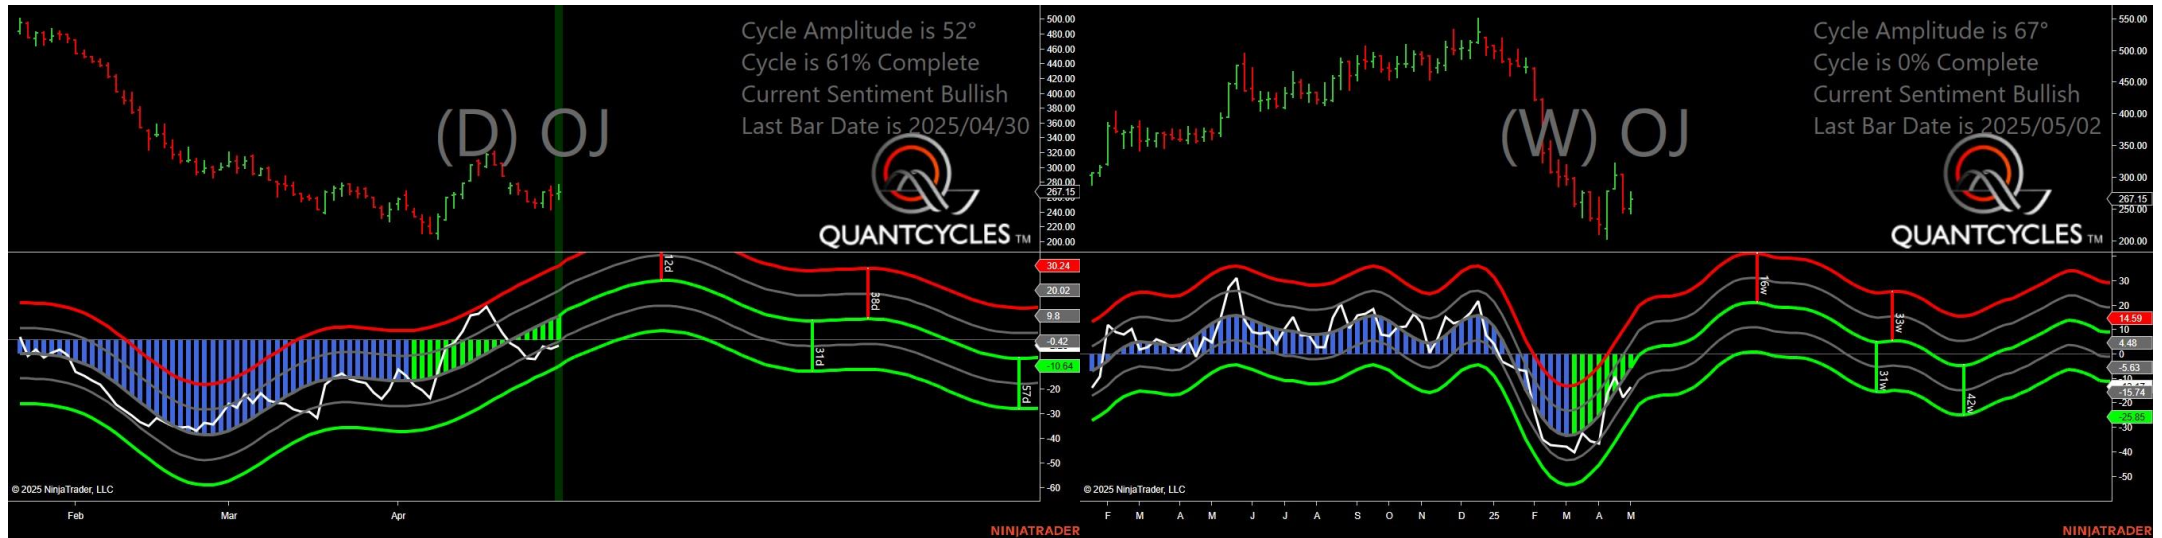 Cycle Amplitude is 52°
Cycle is 61% Complete
Current Sentiment Bullish
Last Bar Date is 2025/04/30
(D) OJ
QUANTCYCLES TM
500.00
480.00
460.00
440.00
420.00
400.00
380.00
360.00
340.00
320.00
300.00
280.00
267.15
240.00
220.00
200.00
12d
38d
31d
57d
30.24
20.02
9.8
-0.42
-10.64
-20
-30
-40
-50
-60
© 2025 NinjaTrader, LLC
Feb Mar Apr
NINJATRADER
Cycle Amplitude is 67°
Cycle is 0% Complete
Current Sentiment Bullish
Last Bar Date is 2025/05/02
(W) OJ
QUANTCYCLES TM
550.00
500.00
450.00
400.00
350.00
300.00
267.15
250.00
200.00
16w
33w
31w
42w
30
20
14.59
10
4.48
0
-5.63
-15.74
-20
-25.85
-30
-40
-50
© 2025 NinjaTrader, LLC
F M A M J J A S O N D 25 F M A M
NINJATRADER